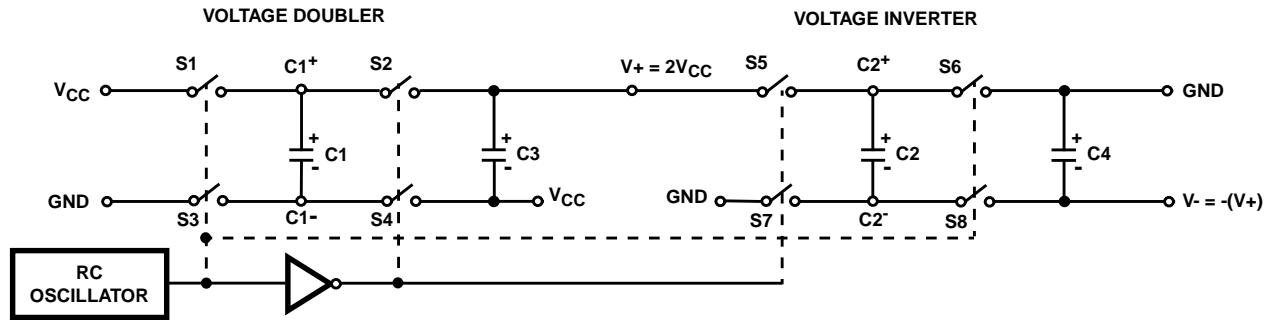 VOLTAGE DOUBLER
VOLTAGE INVERTER
S1
C1+
S2
V+ = 2VCC
S5
C2+
S6
VCC
GND
+
C1
-
+
C3
-
+
C2
-
+
C4
-
GND
S3
C1-
S4
VCC
GND
S7
C2-
S8
V- = -(V+)
RC
OSCILLATOR